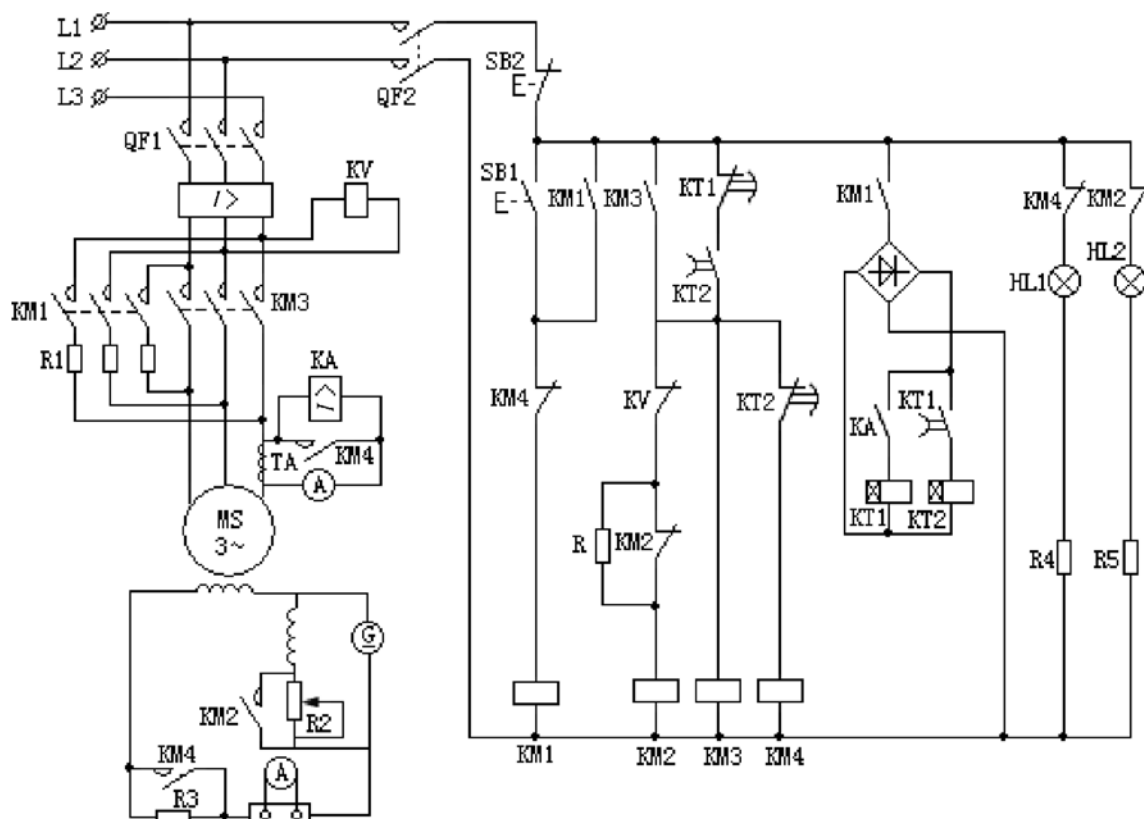 L1
L2
L3
QF1
QF2
SB2
E
KV
I >
SB1
E
KM1
KM3
KT1
KT2
KM1
KM4
KM2
HL1
HL2
KM1
KM3
R1
KA
I >
KM4
KV
KT2
KA
KT1
TA
KM4
A
MS
3~
R
KM2
KT1
KT2
R4
R5
G
KM2
R2
KM4
A
R3
KM1
KM2
KM3
KM4